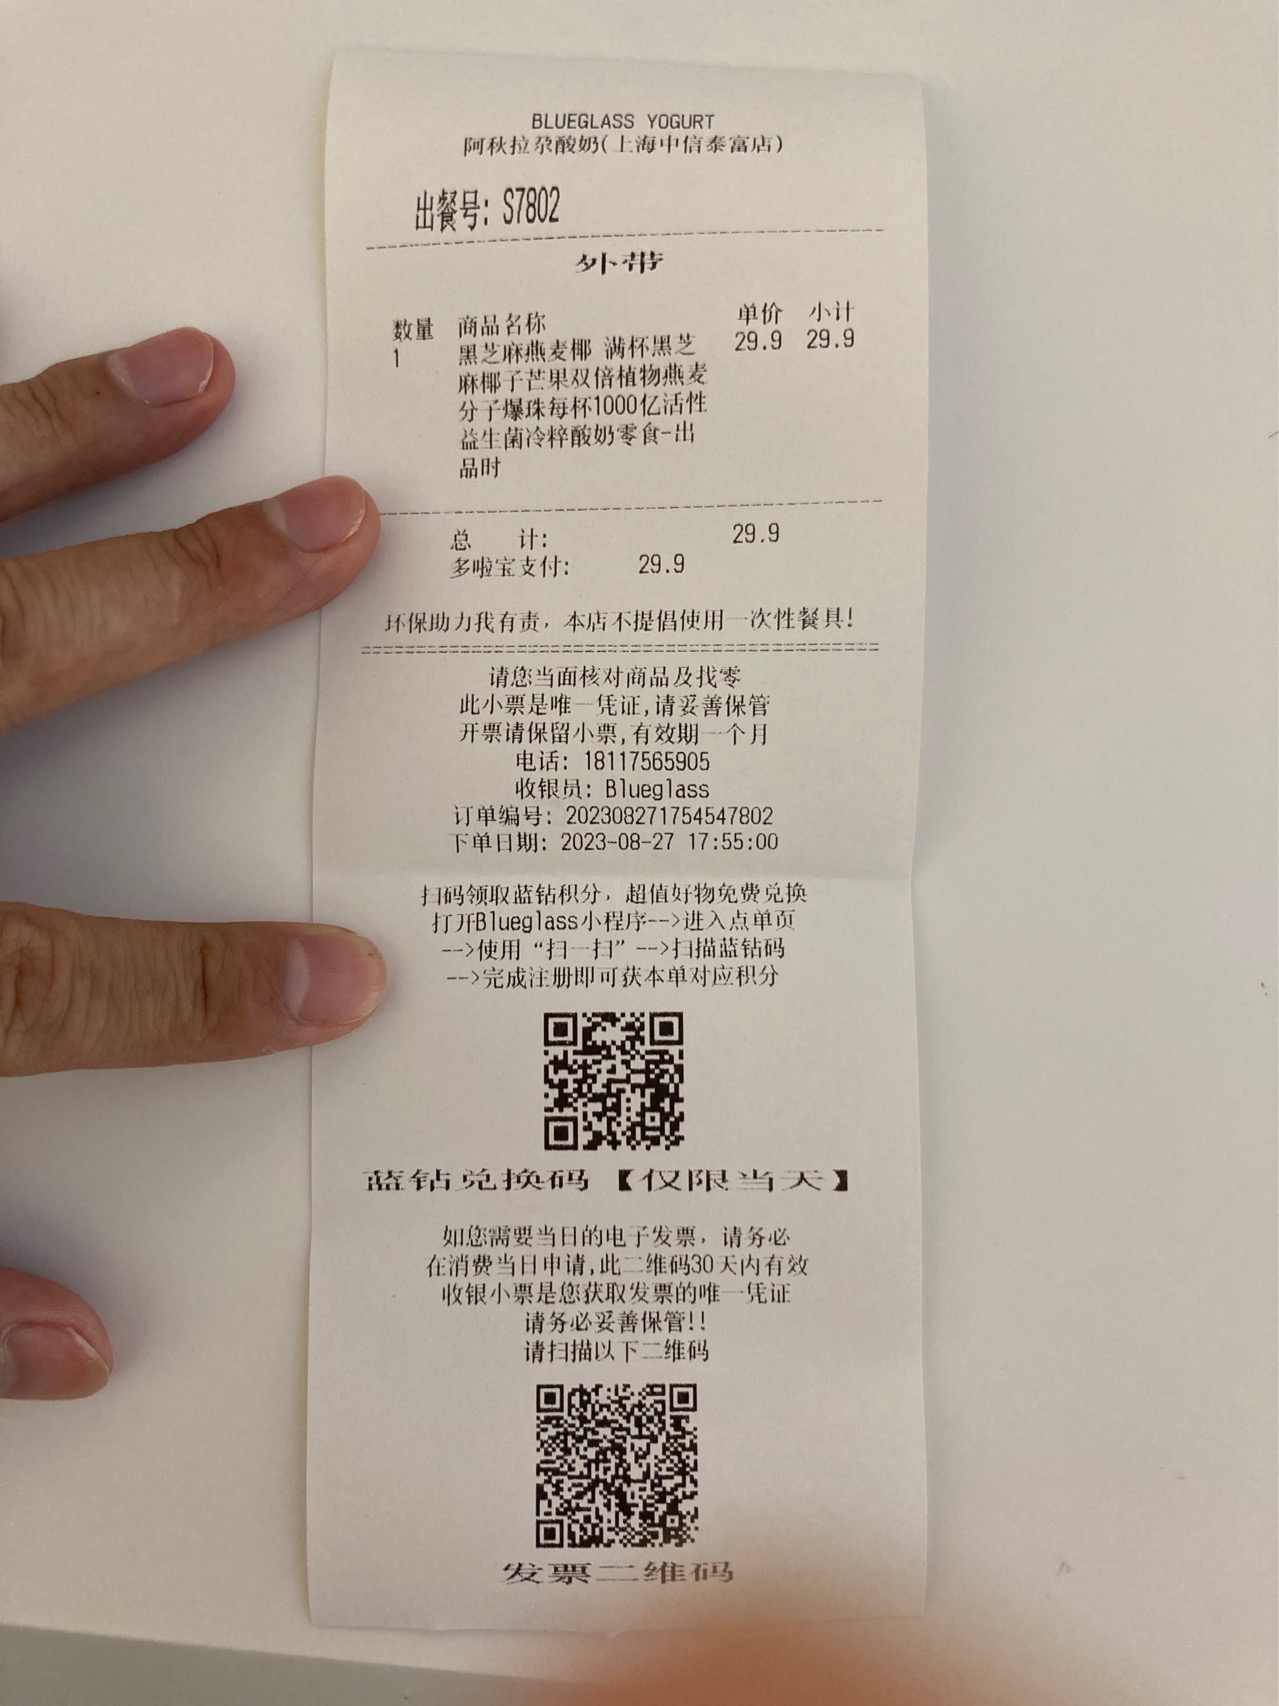 BLUEGLASS YOGURT
阿秋拉尕酸奶(上海中信泰富店)
出餐号: S7802
外带
数量 商品名称 单价 小计
1 黑芝麻燕麦椰 满杯黑芝 29.9 29.9
麻椰子芒果双倍植物燕麦
分子爆珠每杯1000亿活性
益生菌冷粹酸奶零食-出
品时
总 计: 29.9
多啦宝支付: 29.9
环保助力我有责，本店不提倡使用一次性餐具!
请您当面核对商品及找零
此小票是唯一凭证,请妥善保管
开票请保留小票,有效期一个月
电话: 18117565905
收银员: Blueglass
订单编号: 202308271754547802
下单日期: 2023-08-27 17:55:00
扫码领取蓝钻积分，超值好物免费兑换
打开Blueglass小程序-->进入点单页
-->使用“扫一扫”-->扫描蓝钻码
-->完成注册即可获本单对应积分
蓝钻兑换码【仅限当天】
如您需要当日的电子发票，请务必
在消费当日申请,此二维码30天内有效
收银小票是您获取发票的唯一凭证
请务必妥善保管!!
请扫描以下二维码
发票二维码